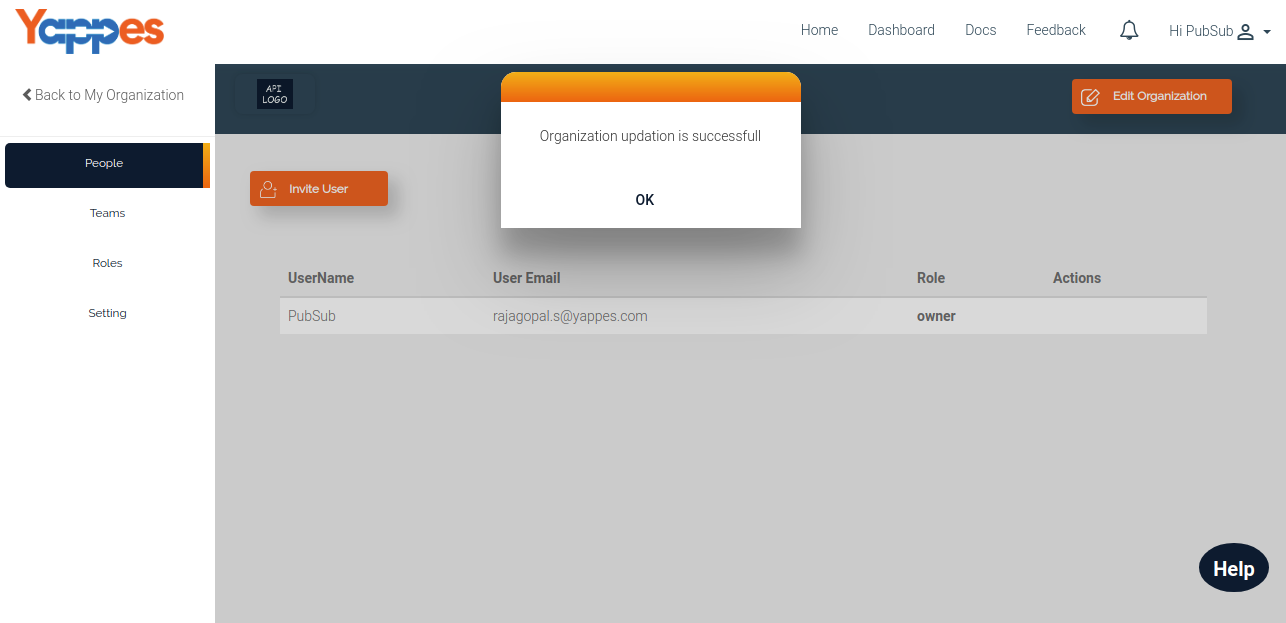 Yappes
Home Dashboard Docs Feedback Hi PubSub
Back to My Organization
API
LOGO
Edit Organization
Organization updation is successfull
OK
People
Teams
Roles
Setting
Invite User
UserName User Email Role Actions
PubSub rajagopal.s@yappes.com owner
Help